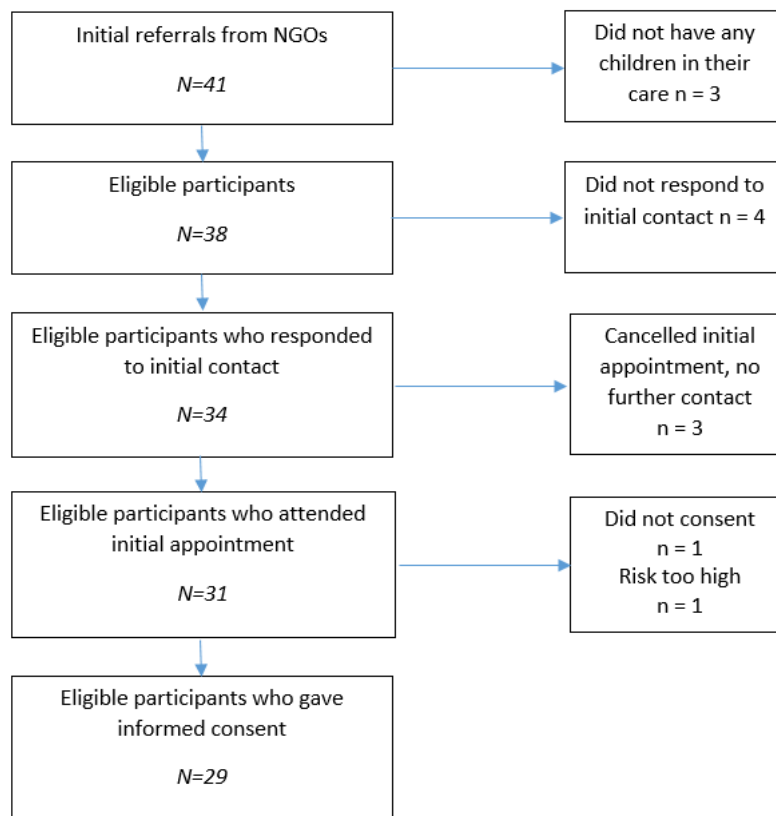 Initial referrals from NGOs
N=41
Did not have any
children in their
care n = 3
Eligible participants
N=38
Did not respond to
initial contact n = 4
Eligible participants who responded
to initial contact
N=34
Cancelled initial
appointment, no
further contact
n = 3
Eligible participants who attended
initial appointment
N=31
Did not consent
n = 1
Risk too high
n = 1
Eligible participants who gave
informed consent
N=29